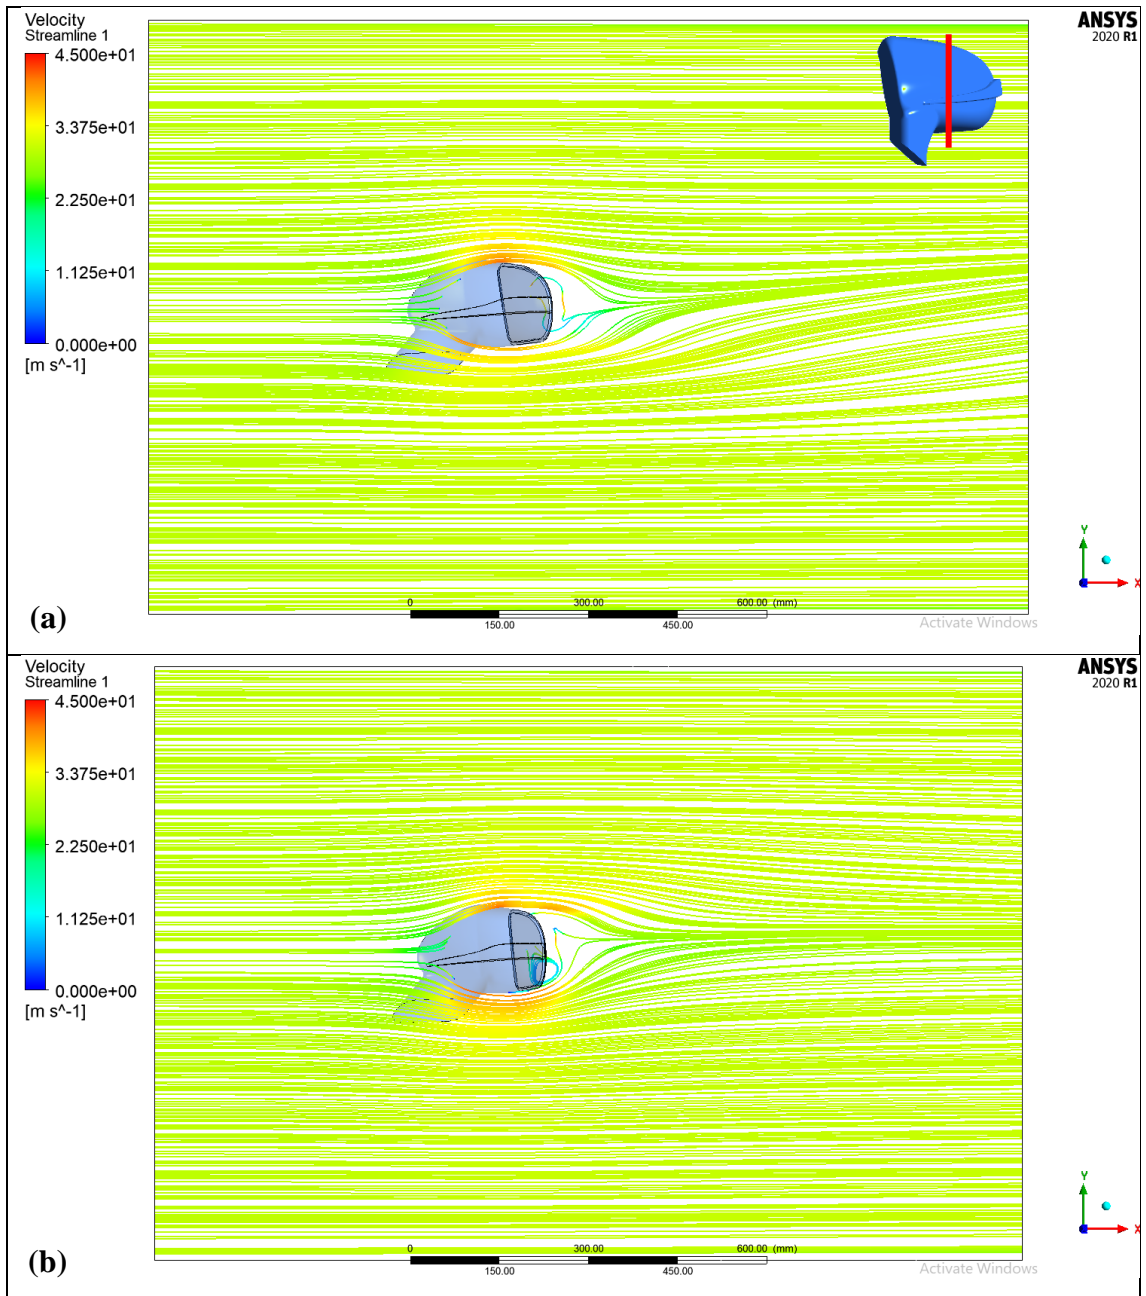 Velocity
Streamline 1
ANSYS
2020 R1
4.500e+01
3.375e+01
2.250e+01
1.125e+01
0.000e+00
[m s^-1]
Y
X
0 300.00 600.00 (mm)
150.00 450.00
Activate Windows
(a)
Velocity
Streamline 1
ANSYS
2020 R1
4.500e+01
3.375e+01
2.250e+01
1.125e+01
0.000e+00
[m s^-1]
Y
X
0 300.00 600.00 (mm)
150.00 450.00
Activate Windows
(b)